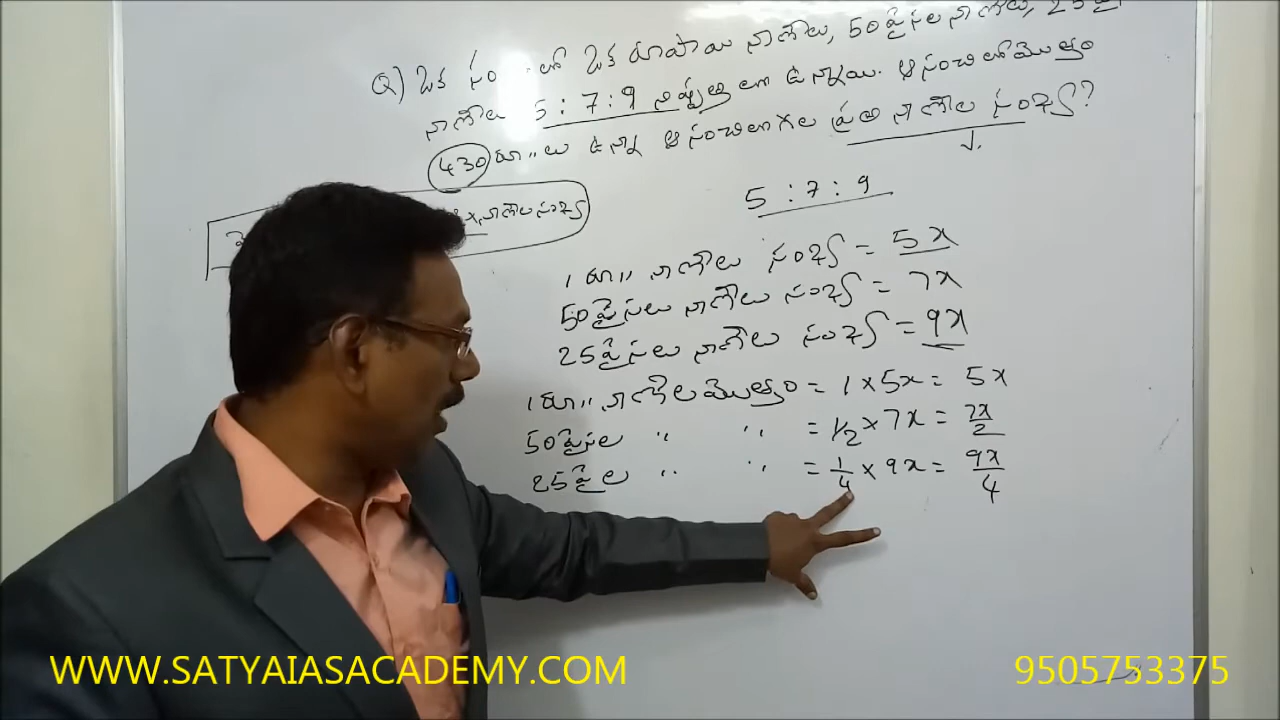 Q) ఒక లో ఒక రూపాయి నాణేలు, 50 పైసల నాణేలు, 25
నాణేలు 5 : 7 : 9 నిష్పత్తి లో ఉన్నాయి. ఆ సంచిలో మొత్తం
430 రూ॥లు ఉన్న ఆ సంచిలో గల ప్రతి నాణేల సంఖ్య?
× నాణేల సంఖ్య
5 : 7 : 9
1 రూ॥ నాణేలు సంఖ్య = 5x
50 పైసలు నాణేలు సంఖ్య = 7x
25 పైసలు నాణేలు సంఖ్య = 9x
1 రూ॥ నాణేల మొత్తం = 1 × 5x = 5x
50 పైసల " " = 1/2 × 7x = 7x/2
25 పైల " " = 1/4 × 9x = 9x/4
WWW.SATYAIASACADEMY.COM 9505753375